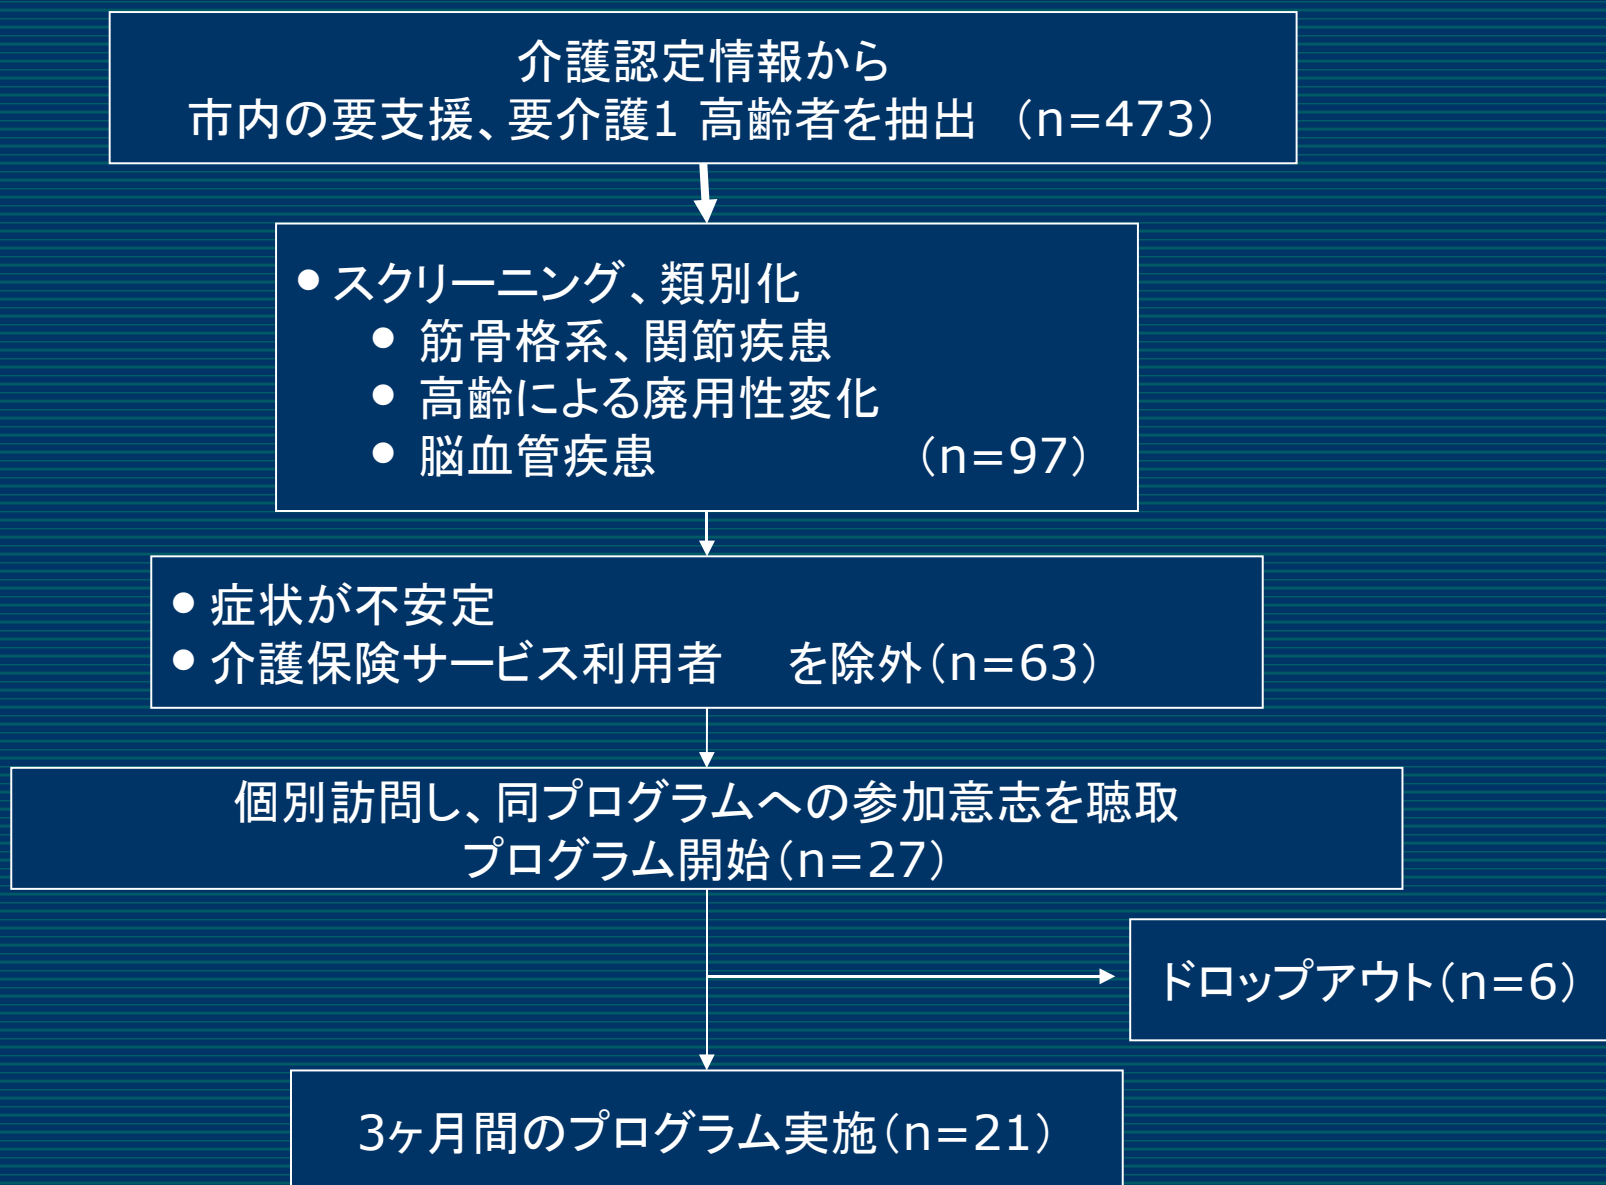 介護認定情報から
市内の要支援、要介護1 高齢者を抽出 （n=473）
● スクリーニング、類別化
● 筋骨格系、関節疾患
● 高齢による廃用性変化
● 脳血管疾患 （n=97）
● 症状が不安定
● 介護保険サービス利用者 を除外（n=63）
個別訪問し、同プログラムへの参加意志を聴取
プログラム開始（n=27）
ドロップアウト（n=6）
3ヶ月間のプログラム実施（n=21）